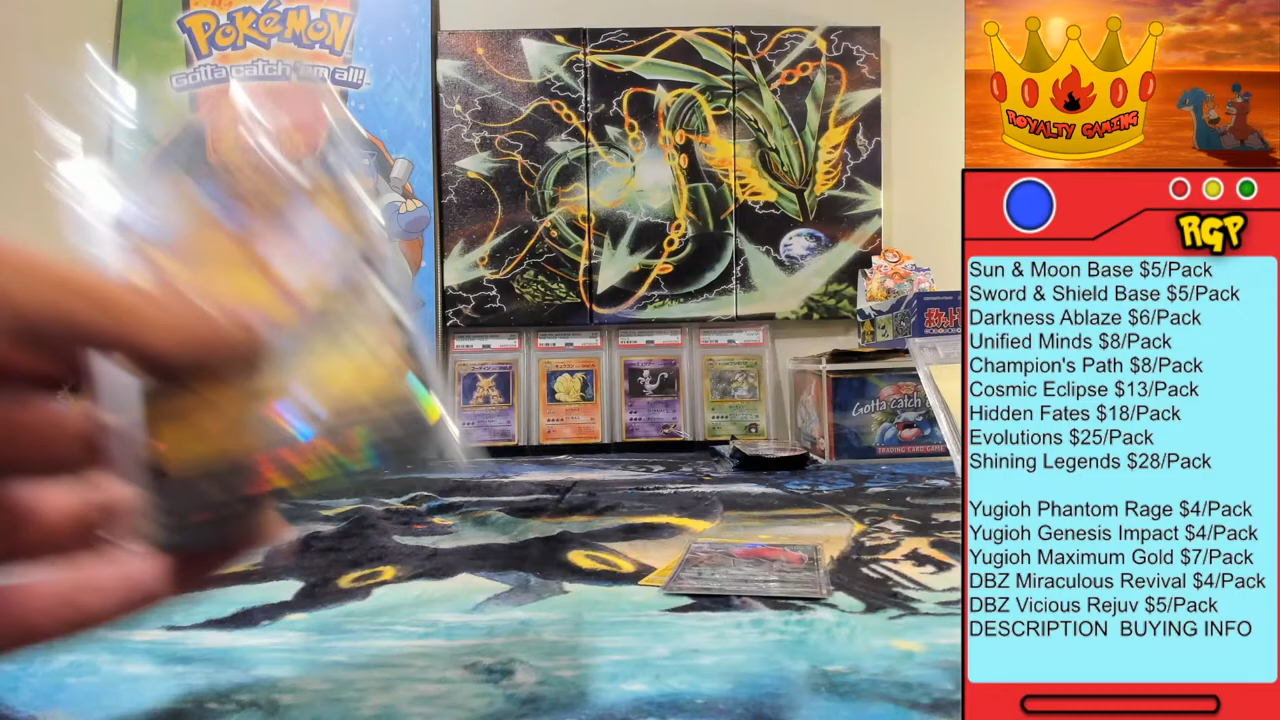 POKéMON
Gotta catch 'em all!
ROYALTY GAMING
RGP
Sun & Moon Base $5/Pack
Sword & Shield Base $5/Pack
Darkness Ablaze $6/Pack
Unified Minds $8/Pack
Champion's Path $8/Pack
Cosmic Eclipse $13/Pack
Hidden Fates $18/Pack
Evolutions $25/Pack
Shining Legends $28/Pack
Yugioh Phantom Rage $4/Pack
Yugioh Genesis Impact $4/Pack
Yugioh Maximum Gold $7/Pack
DBZ Miraculous Revival $4/Pack
DBZ Vicious Rejuv $5/Pack
DESCRIPTION BUYING INFO
Gotta catch
TRADING CARD GAME